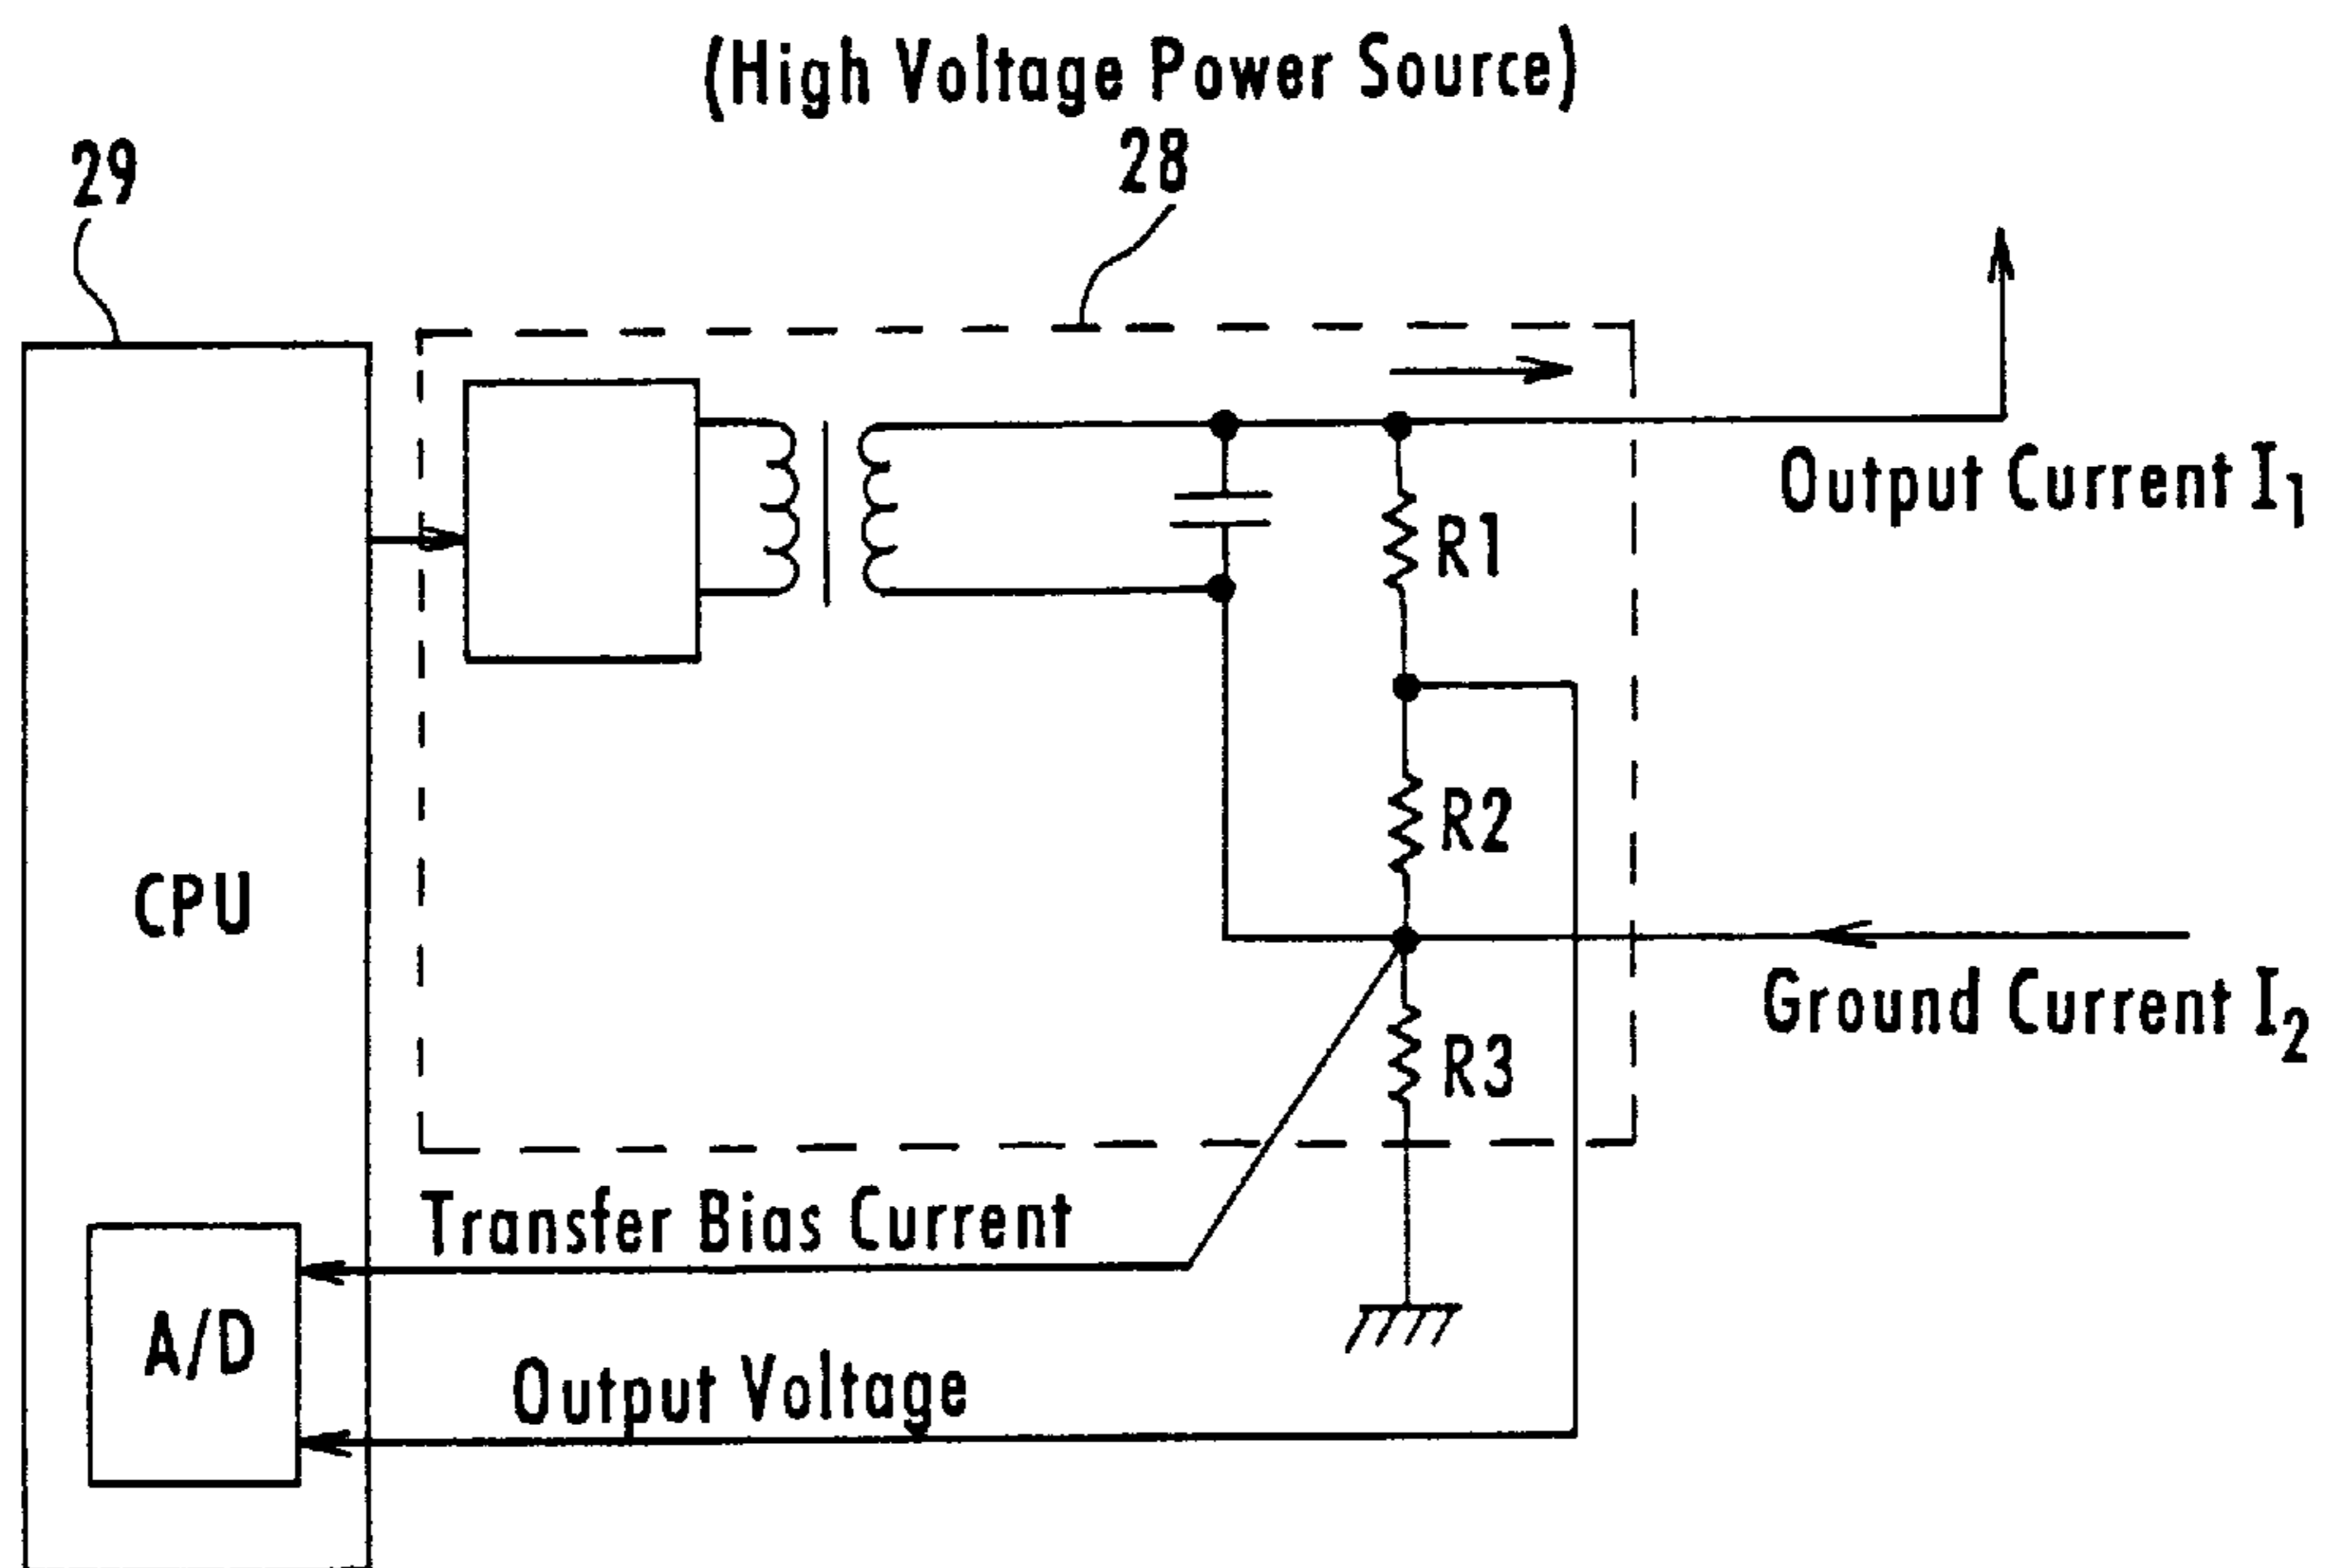 (High Voltage Power Source)
28
29
Output Current I1
R1
R2
CPU
Ground Current I2
R3
Transfer Bias Current
A/D
Output Voltage